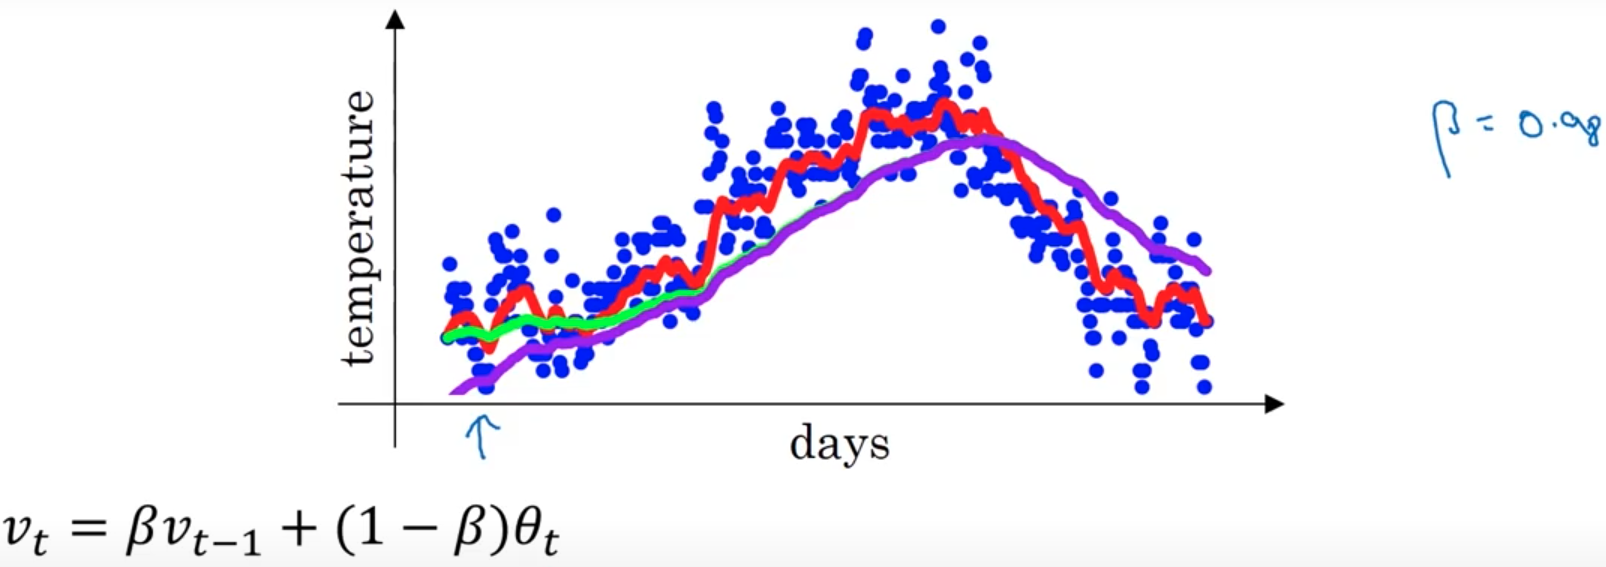 temperature
β = 0.98
days
v_t = βv_{t−1} + (1 − β)θ_t